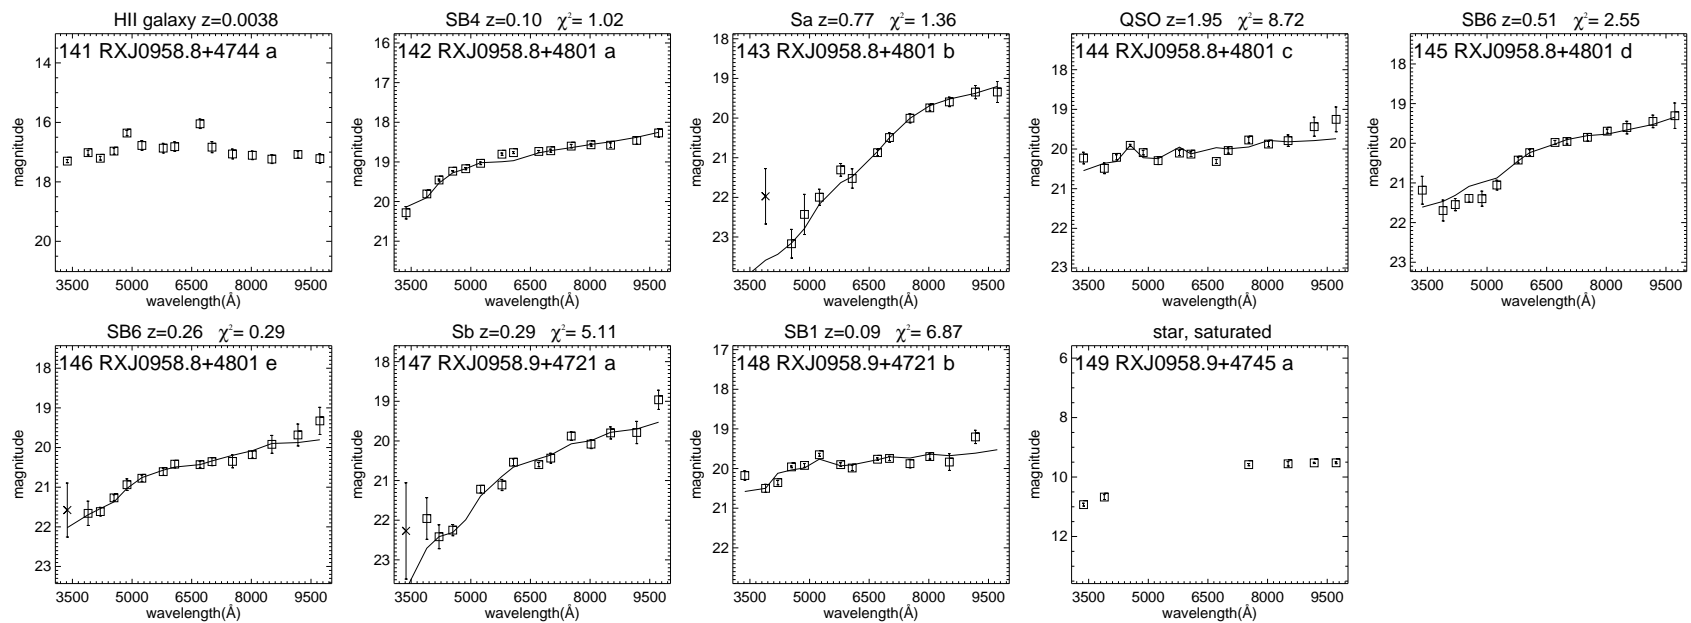 HII galaxy z=0.0038
141 RXJ0958.8+4744 a
magnitude
14
16
18
20
3500 5000 6500 8000 9500
wavelength(Å)
SB4 z=0.10 χ²= 1.02
142 RXJ0958.8+4801 a
magnitude
16
17
18
19
20
21
3500 5000 6500 8000 9500
wavelength(Å)
Sa z=0.77 χ²= 1.36
143 RXJ0958.8+4801 b
magnitude
18
19
20
21
22
23
3500 5000 6500 8000 9500
wavelength(Å)
QSO z=1.95 χ²= 8.72
144 RXJ0958.8+4801 c
magnitude
18
19
20
21
22
23
3500 5000 6500 8000 9500
wavelength(Å)
SB6 z=0.51 χ²= 2.55
145 RXJ0958.8+4801 d
magnitude
18
19
20
21
22
23
3500 5000 6500 8000 9500
wavelength(Å)
SB6 z=0.26 χ²= 0.29
146 RXJ0958.8+4801 e
magnitude
18
19
20
21
22
23
3500 5000 6500 8000 9500
wavelength(Å)
Sb z=0.29 χ²= 5.11
147 RXJ0958.9+4721 a
magnitude
18
19
20
21
22
23
3500 5000 6500 8000 9500
wavelength(Å)
SB1 z=0.09 χ²= 6.87
148 RXJ0958.9+4721 b
magnitude
17
18
19
20
21
22
3500 5000 6500 8000 9500
wavelength(Å)
star, saturated
149 RXJ0958.9+4745 a
magnitude
6
8
10
12
3500 5000 6500 8000 9500
wavelength(Å)